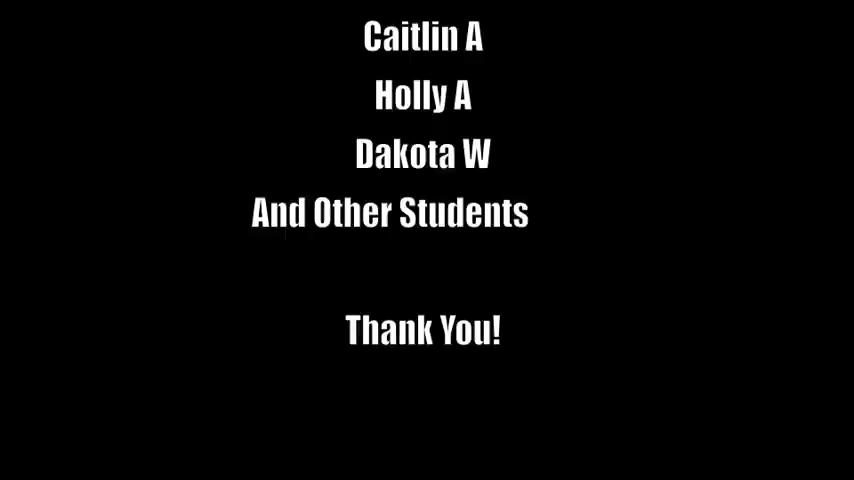 Caitlin A
Holly A
Dakota W
And Other Students
Thank You!